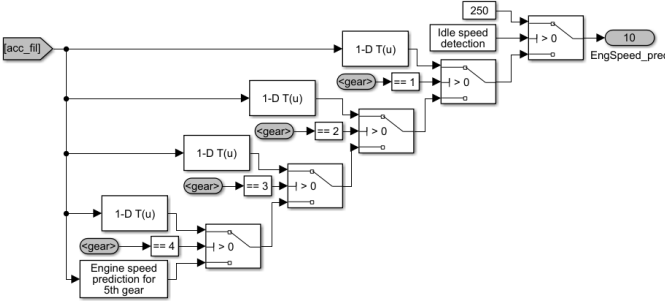 250
Idle speed
detection
> 0
10
EngSpeed_pred
[acc_fil]
1-D T(u)
<gear>
== 1
> 0
1-D T(u)
<gear>
== 2
> 0
1-D T(u)
<gear>
== 3
> 0
1-D T(u)
<gear>
== 4
> 0
Engine speed
prediction for
5th gear